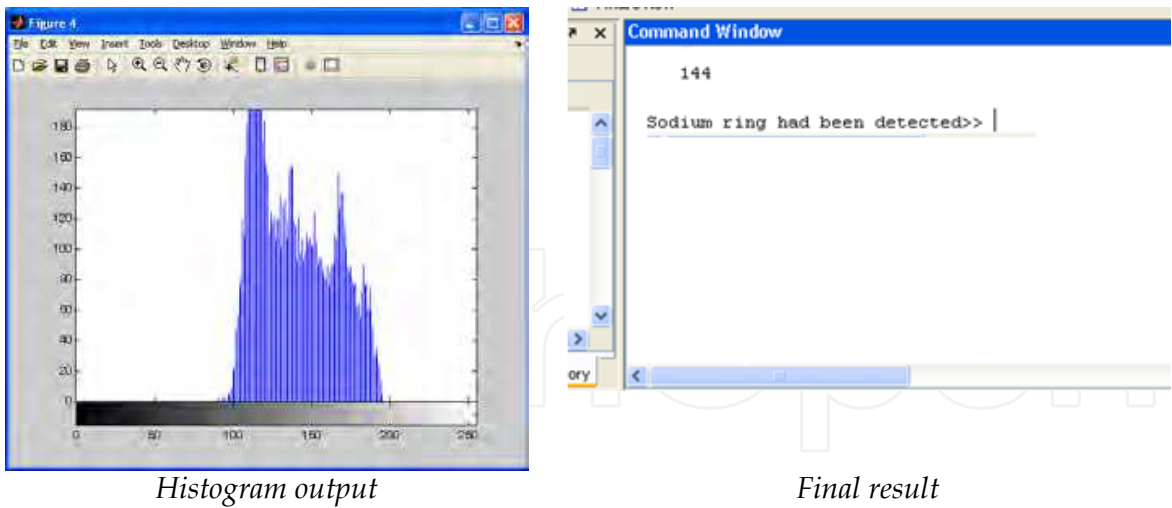 Figure 4
File Edit View Insert Tools Desktop Window Help
180
160
140
120
100
80
60
40
20
0
0 50 100 150 200 250
Histogram output
Command Window
144
Sodium ring had been detected>>
ory
Final result